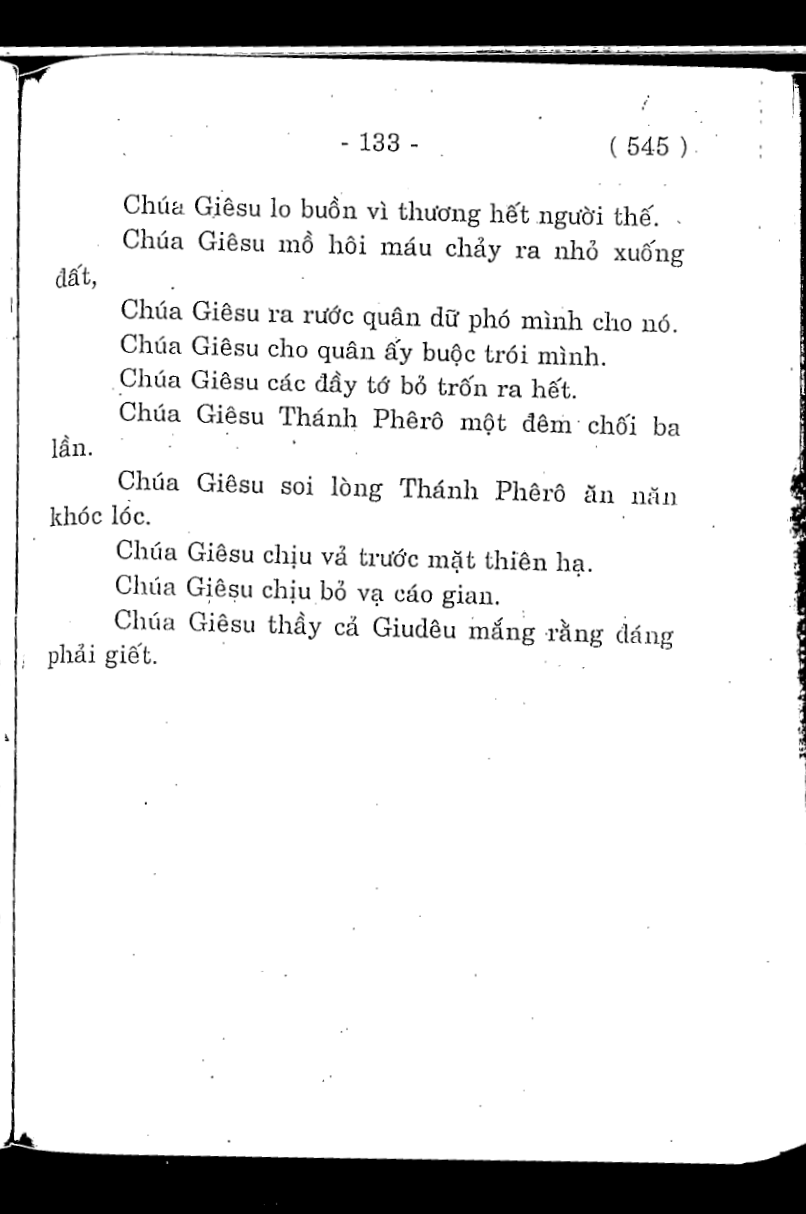 - 133 - ( 545 )
Chúa Giêsu lo buồn vì thương hết người thế.
Chúa Giêsu mồ hôi máu chảy ra nhỏ xuống
đất,
Chúa Giêsu ra rước quân dữ phó mình cho nó.
Chúa Giêsu cho quân ấy buộc trói mình.
Chúa Giêsu các đầy tớ bỏ trốn ra hết.
Chúa Giêsu Thánh Phêrô một đêm chối ba
lần.
Chúa Giêsu soi lòng Thánh Phêrô ăn năn
khóc lóc.
Chúa Giêsu chịu vả trước mặt thiên hạ.
Chúa Giêsu chịu bỏ vạ cáo gian.
Chúa Giêsu thầy cả Giudêu mắng rằng đáng
phải giết.